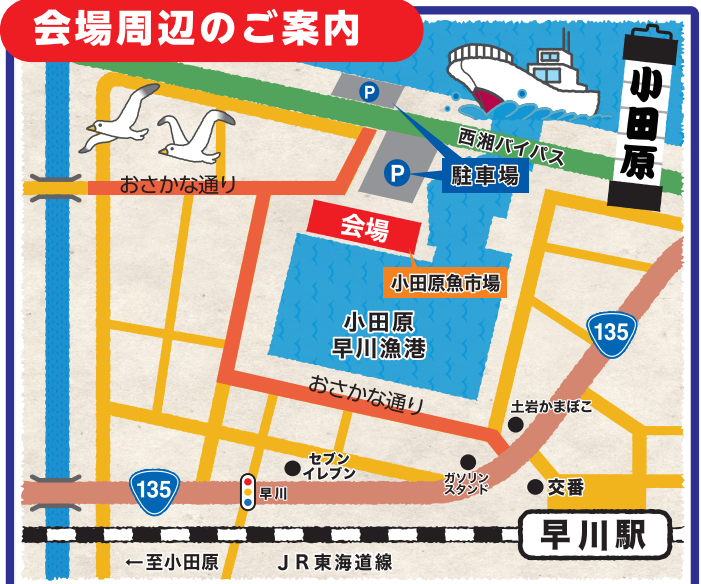 会場周辺のご案内
小田原
P
西湘バイパス
P
駐車場
おさかな通り
会場
小田原魚市場
小田原
早川漁港
135
おさかな通り
土岩かまぼこ
セブン
イレブン
ガソリン
スタンド
135
早川
交番
早川駅
←至小田原
JR東海道線